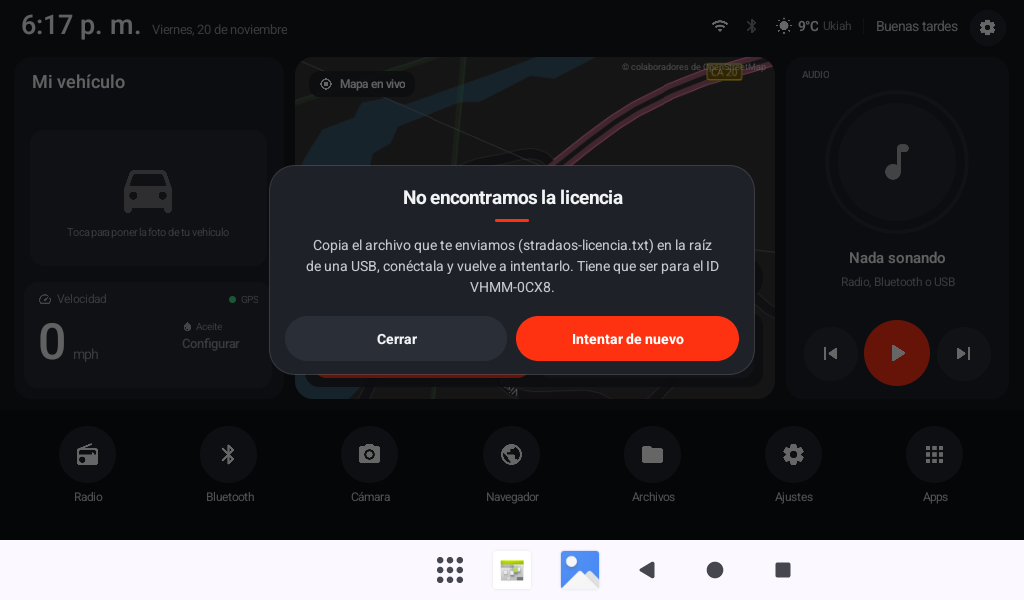 6:17 p. m.
Viernes, 20 de noviembre
9°C Ukiah
Buenas tardes
Mi vehículo
Mapa en vivo
© colaboradores de OpenStreetMap
CA 20
AUDIO
Toca para poner la foto de tu vehículo
No encontramos la licencia
Copia el archivo que te enviamos (stradaos-licencia.txt) en la raíz
de una USB, conéctala y vuelve a intentarlo. Tiene que ser para el ID
VHMM-0CX8.
Cerrar
Intentar de nuevo
Nada sonando
Radio, Bluetooth o USB
Velocidad
GPS
0 mph
Aceite
Configurar
Radio
Bluetooth
Cámara
Navegador
Archivos
Ajustes
Apps